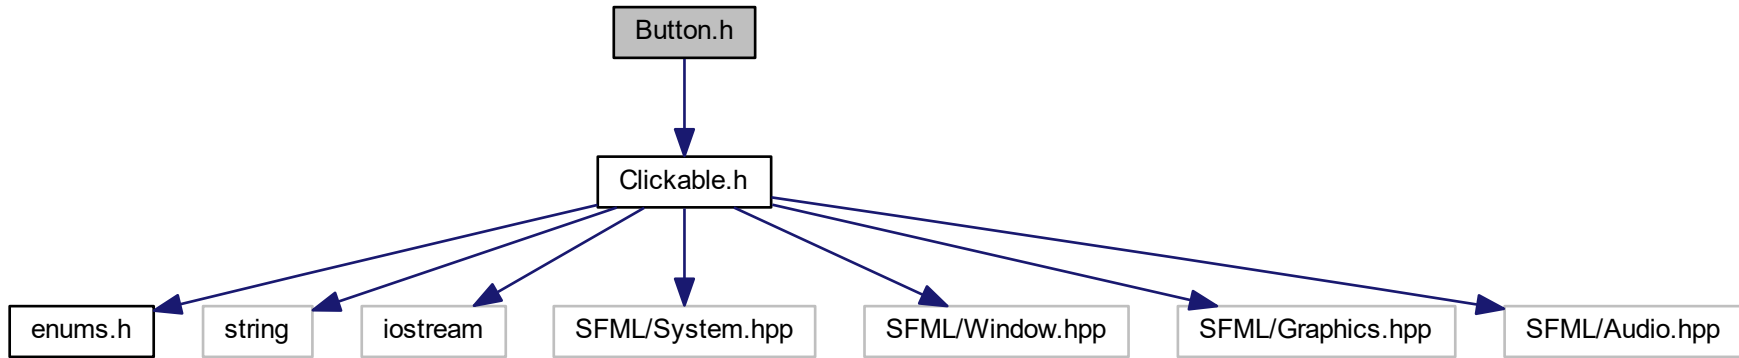 Button.h
Clickable.h
enums.h
string
iostream
SFML/System.hpp
SFML/Window.hpp
SFML/Graphics.hpp
SFML/Audio.hpp